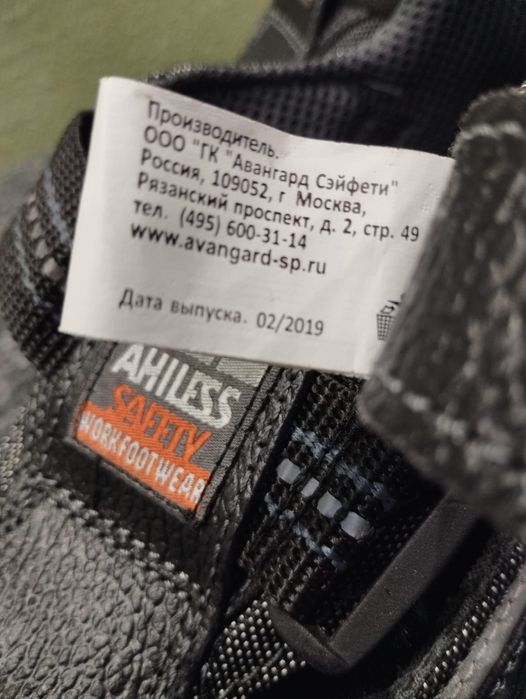 Производитель.
ООО "ГК "Авангард Сэйфети"
Россия, 109052, г Москва,
Рязанский проспект, д. 2, стр. 49
тел. (495) 600-31-14
www.avangard-sp.ru
Дата выпуска. 02/2019
AHILESS
SAFETY
WORKFOOTWEAR